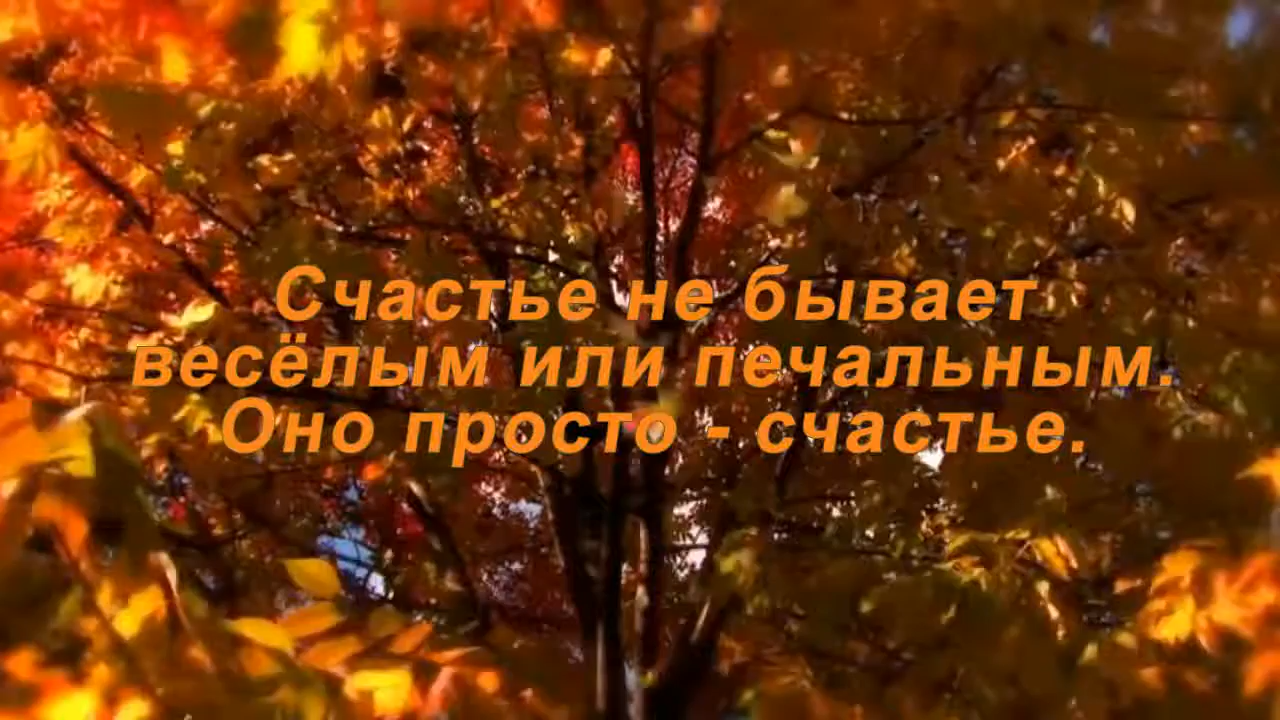 Счастье не бывает
весёлым или печальным.
Оно просто - счастье.